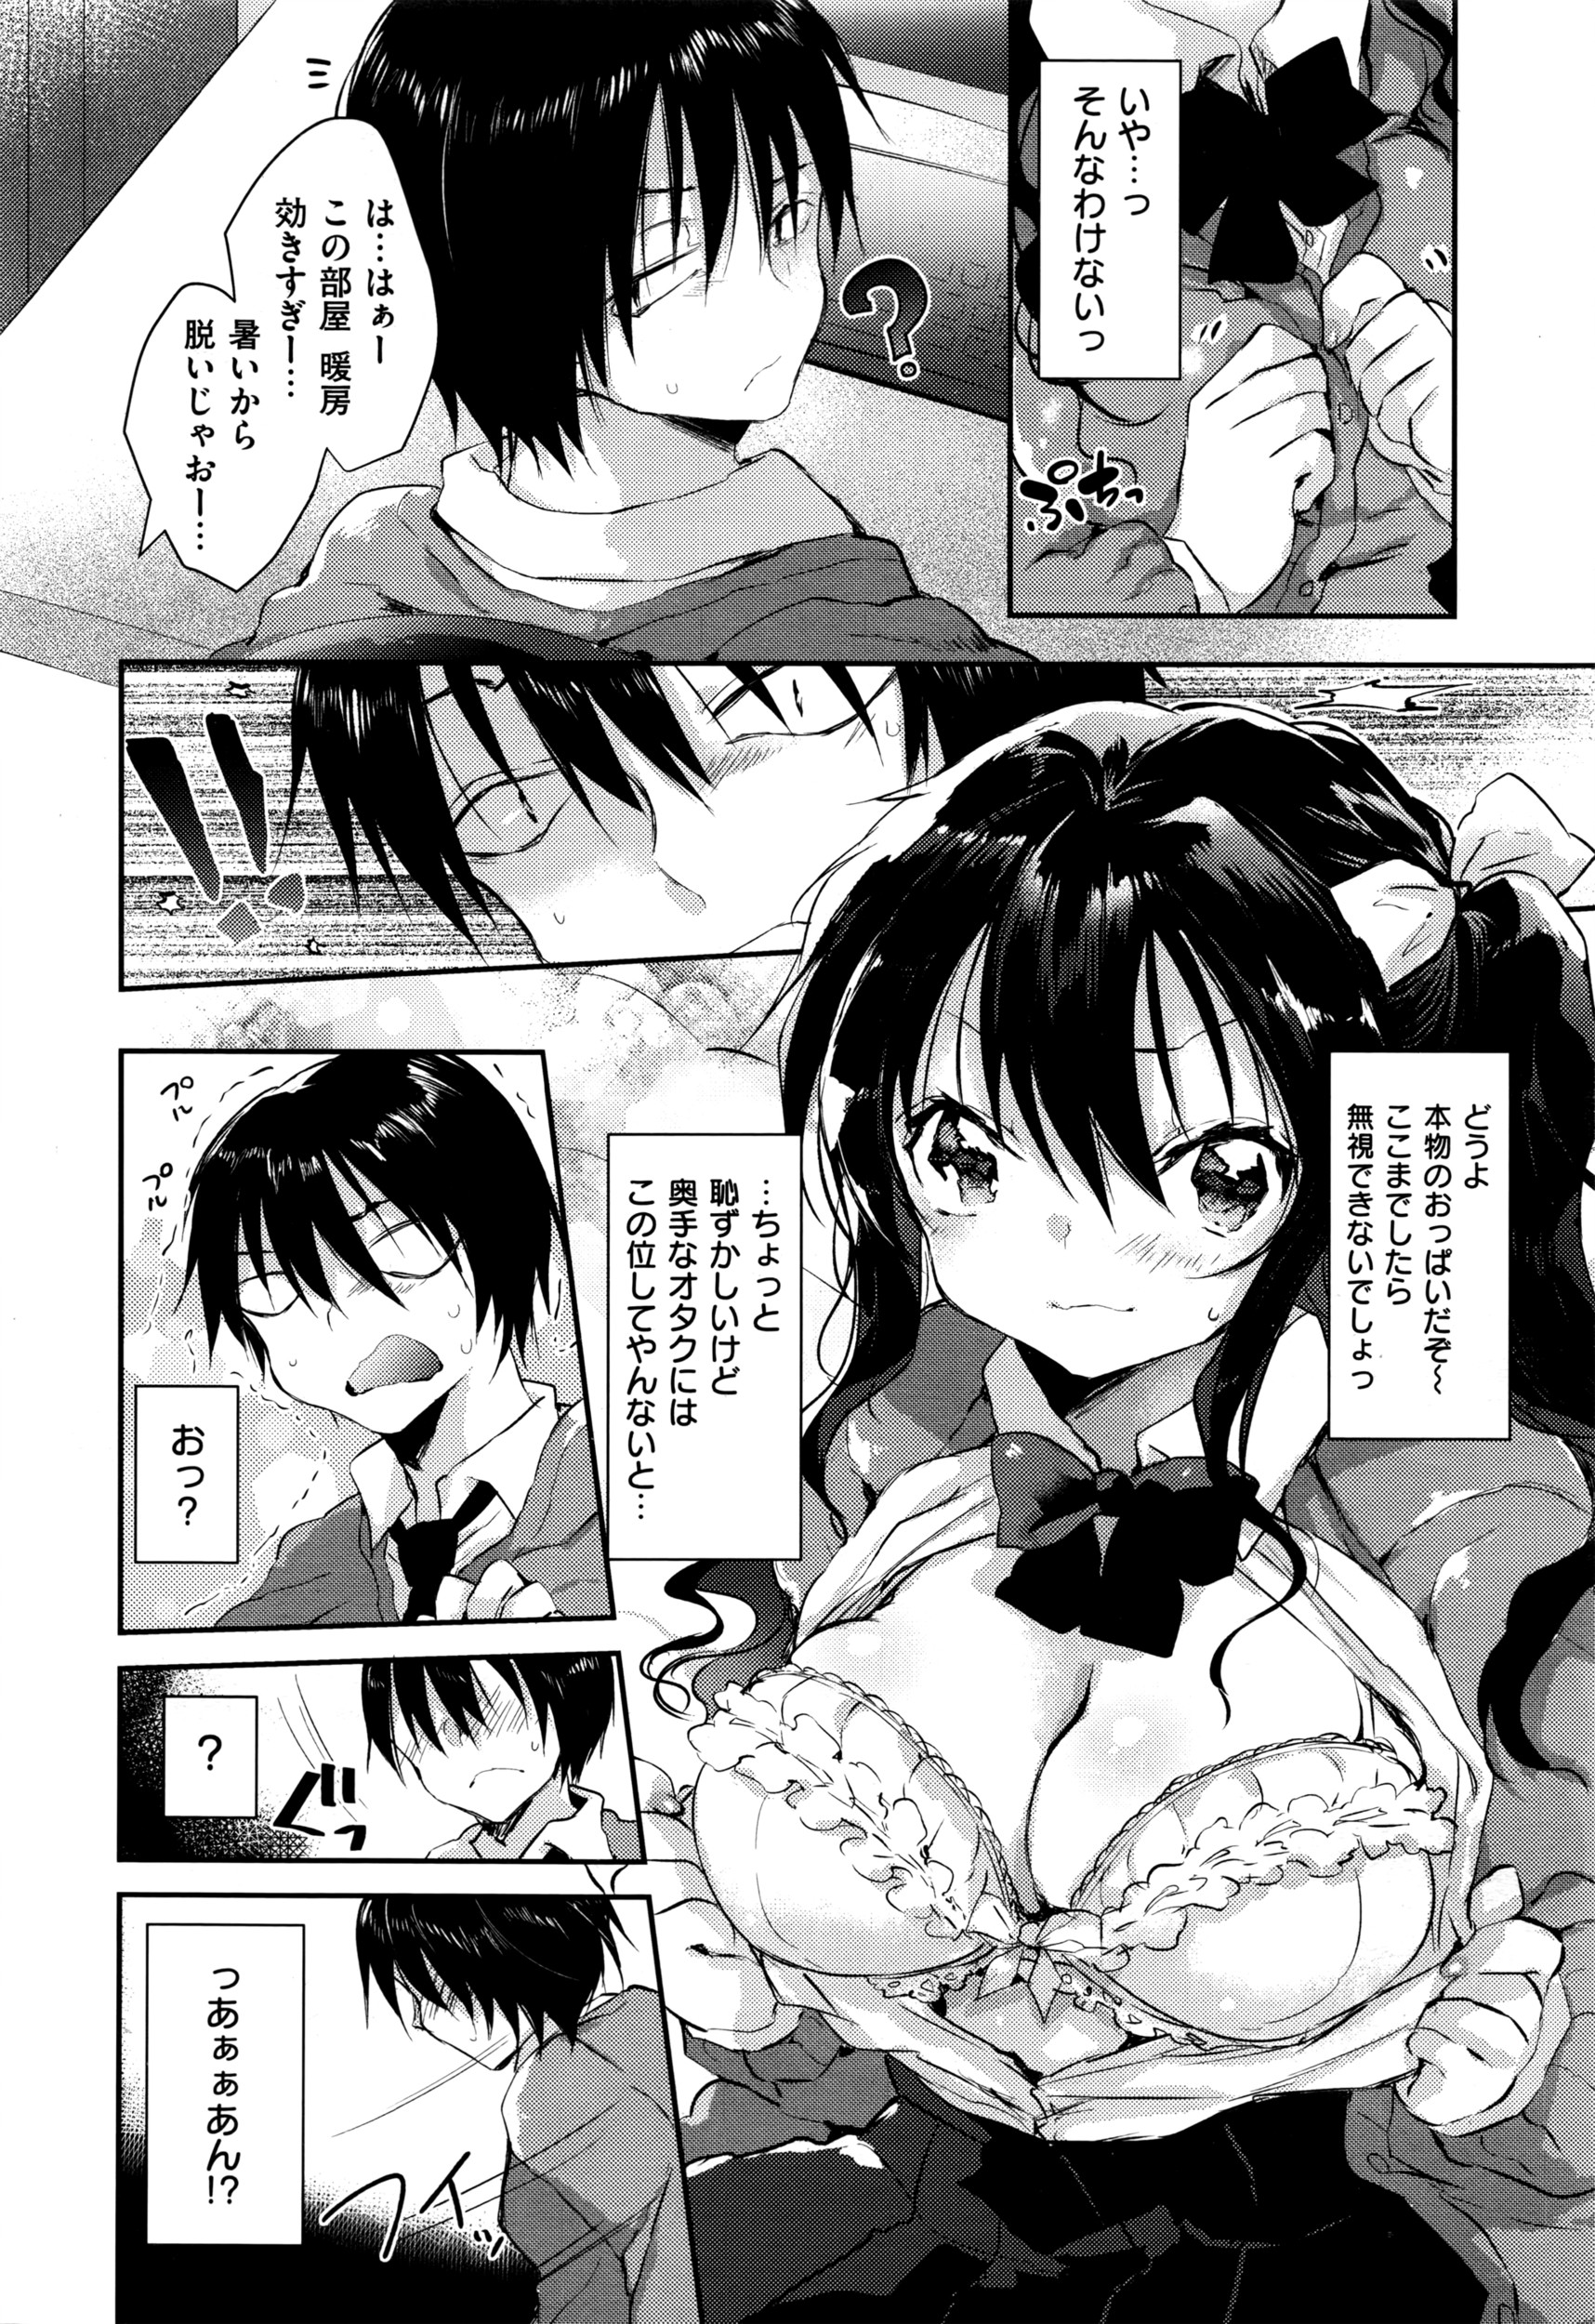 いや…っ
そんなわけないっ
ぷちっ
は…はぁー
この部屋 暖房
効きすぎー…
暑いから
脱いじゃおー…
?
!!
どうよ
本物のおっぱいだぞ～
ここまでしたら
無視できないでしょっ
…ちょっと
恥ずかしいけど
奥手なオタクには
この位してやんないと…
プル
プル
おっ?
?
ぐっ
っあぁぁあん!?
フイッ